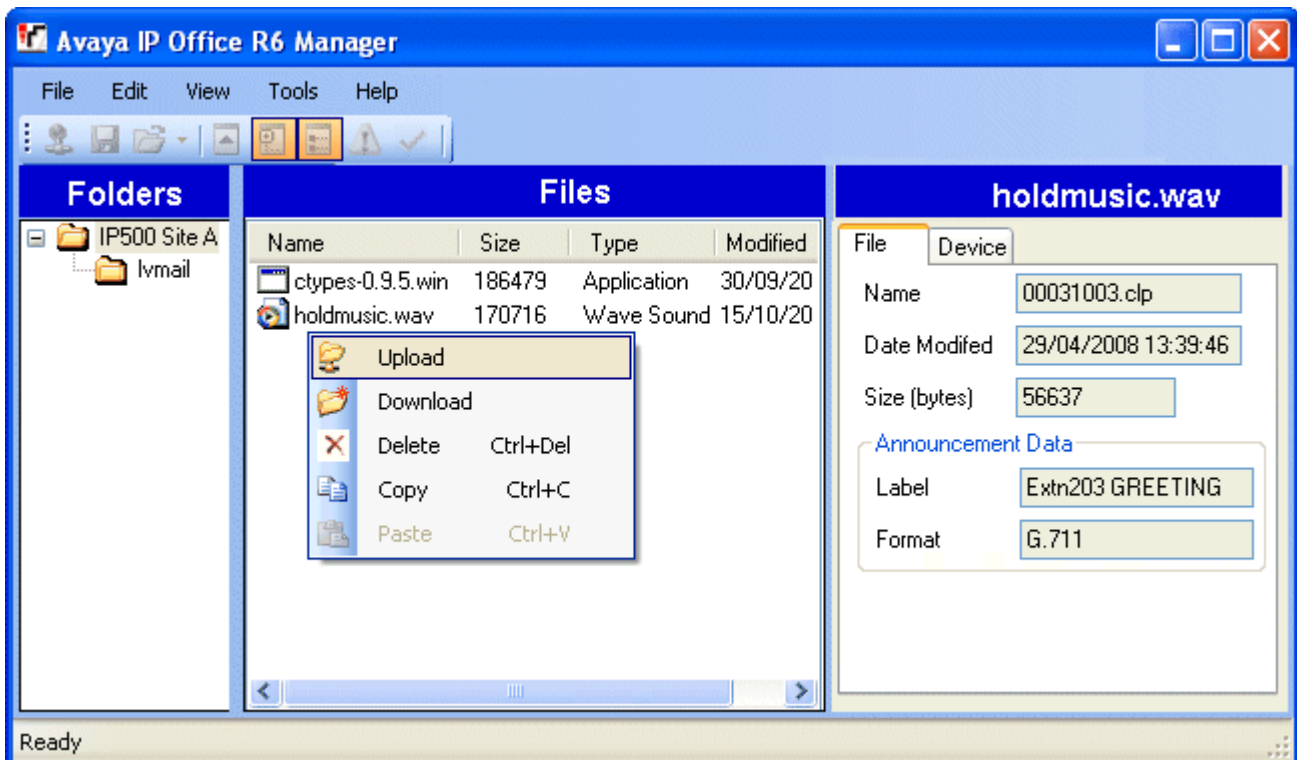 Avaya IP Office R6 Manager
File Edit View Tools Help
Folders
Files
holdmusic.wav
IP500 Site A
lvmail
Name Size Type Modified
ctypes-0.9.5.win 186479 Application 30/09/20
holdmusic.wav 170716 Wave Sound 15/10/20
Upload
Download
Delete Ctrl+Del
Copy Ctrl+C
Paste Ctrl+V
File Device
Name 00031003.clp
Date Modifed 29/04/2008 13:39:46
Size (bytes) 56637
Announcement Data
Label Extn203 GREETING
Format G.711
Ready